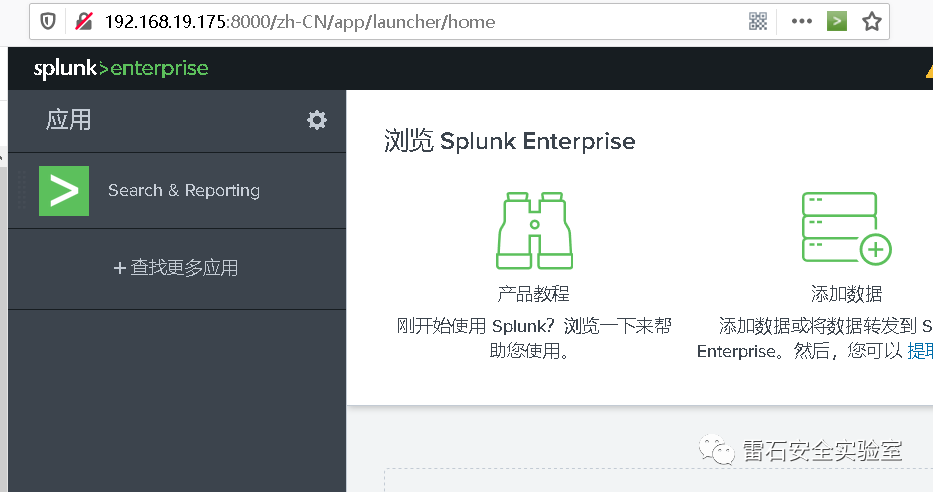 192.168.19.175:8000/zh-CN/app/launcher/home
splunk>enterprise
应用
Search & Reporting
+ 查找更多应用
浏览 Splunk Enterprise
产品教程
刚开始使用 Splunk？浏览一下来帮
助您使用。
添加数据
添加数据或将数据转发到 S
Enterprise。然后，您可以 提取
雷石安全实验室